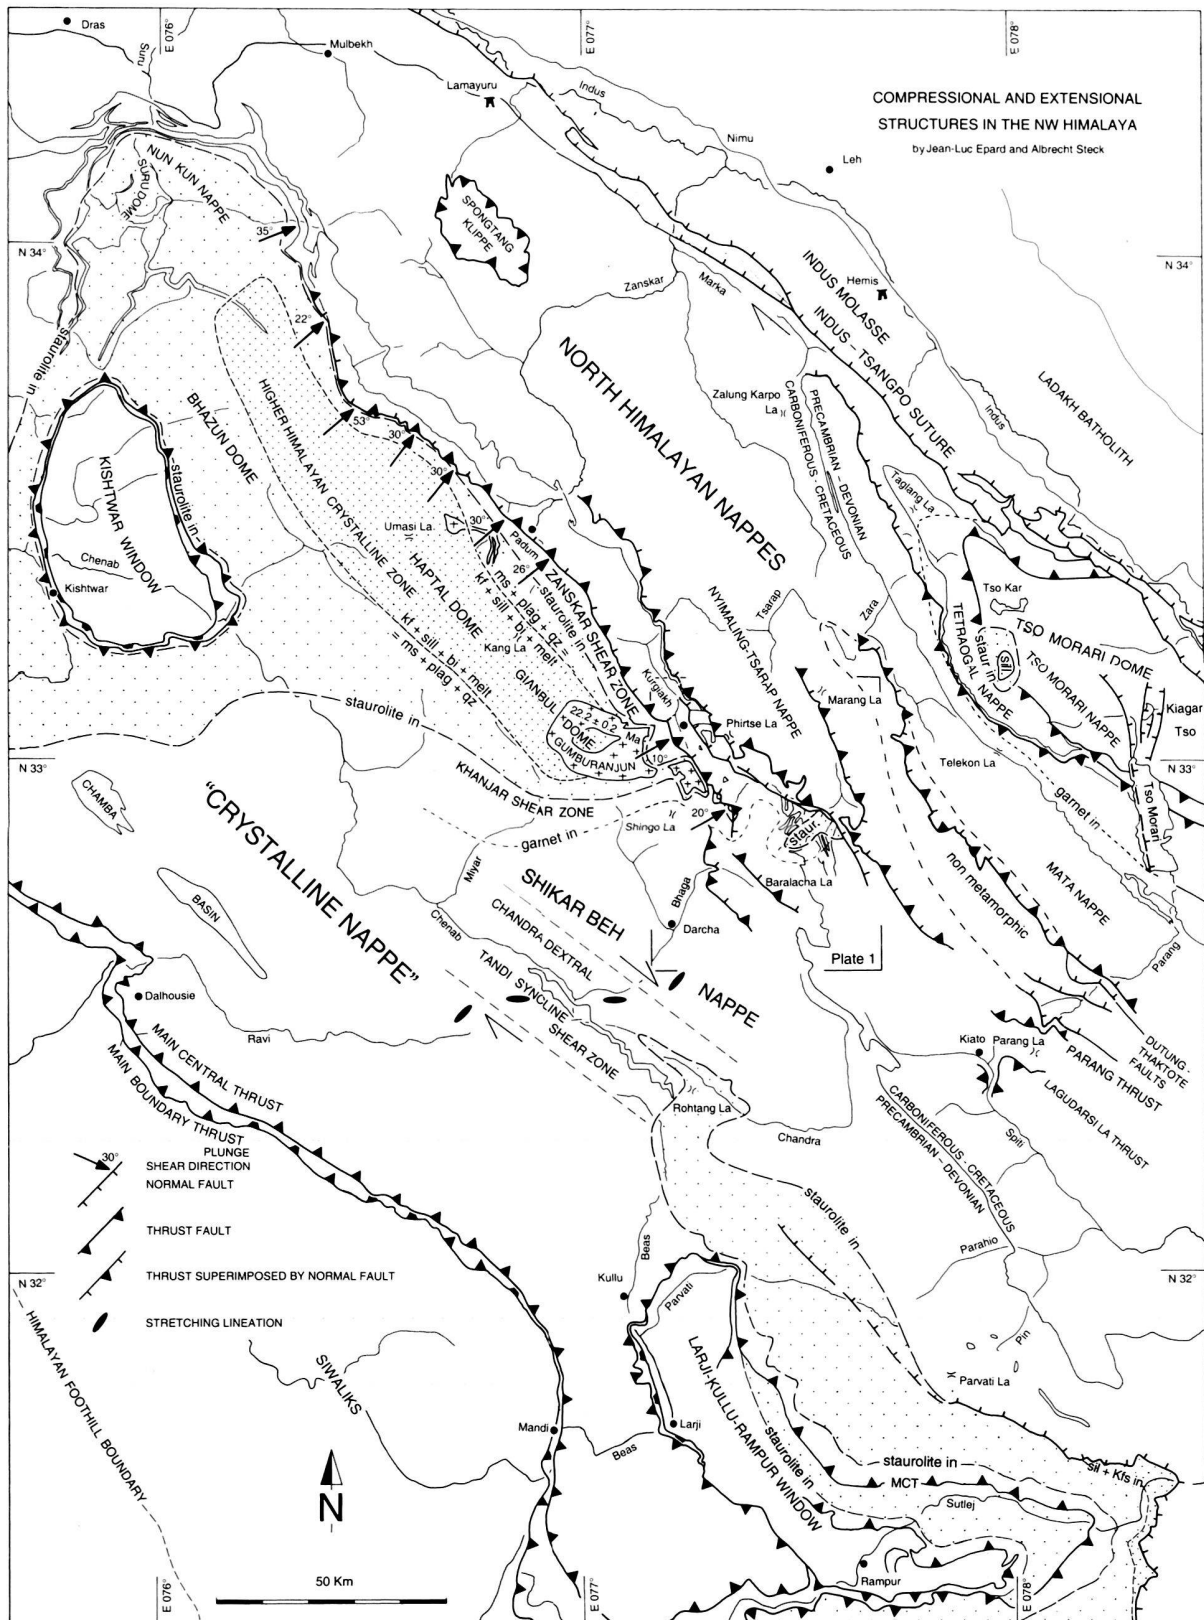 COMPRESSIONAL AND EXTENSIONAL
STRUCTURES IN THE NW HIMALAYA
by Jean-Luc Epard and Albrecht Steck
E 076°
E 077°
E 078°
Dras
Suru
Mulbekh
Lamayuru
Indus
Nimu
Leh
NUN KUN NAPPE
SURU DOME
35°
SPONGTANG
KLIPPE
N 34°
N 34°
Zanskar
Marka
Hemis
INDUS MOLASSE
INDUS - TSANGPO SUTURE
LADAKH BATHOLITH
Indus
staurolite in
22°
NORTH HIMALAYAN NAPPES
Zalung Karpo
La
PRECAMBRIAN - DEVONIAN
CARBONIFEROUS - CRETACEOUS
Taglang La
BHAZUN DOME
HIGHER HIMALAYAN CRYSTALLINE ZONE
53°
30°
30°
KISHTWAR WINDOW
staurolite in
Chenab
Kishtwar
Umasi La
30°
Padum
26°
ZANSKAR SHEAR ZONE
staurolite in
ms + plag + qz =
kf + sill + bi + melt
HAPTAL DOME
Kang La
kf + sill + bi + melt
= ms + plag + qz
NYIMALING-TSARAP NAPPE
Tsarap
Zara
Tso Kar
TSO MORARI DOME
staur in
sil
TETRAOGAL NAPPE
TSO MORARI NAPPE
Kiagar
Tso
staurolite in
GIANBUL
DOME
22.2 ± 0.2 Ma
GUMBURANJUN
10°
Kurgiakh
Phirtse La
Marang La
Telekon La
N 33°
N 33°
CHAMBA
"CRYSTALLINE NAPPE"
KHANJAR SHEAR ZONE
garnet in
Shingo La
20°
staur.
garnet in
Tso Morari
Miyar
Baralacha La
non metamorphic
MATA NAPPE
BASIN
SHIKAR BEH
NAPPE
CHANDRA DEXTRAL
SHEAR ZONE
Bhaga
Darcha
Plate 1
Parang
Chenab
TANDI SYNCLINE
Dalhousie
Ravi
MAIN CENTRAL THRUST
MAIN BOUNDARY THRUST
Kiato
Parang La
PARANG THRUST
DUTUNG -
THAKTOTE
FAULTS
LAGUDARSI LA THRUST
Rohtang La
Chandra
Spiti
CARBONIFEROUS - CRETACEOUS
PRECAMBRIAN - DEVONIAN
30°
PLUNGE
SHEAR DIRECTION
NORMAL FAULT
THRUST FAULT
THRUST SUPERIMPOSED BY NORMAL FAULT
STRETCHING LINEATION
staurolite in
Beas
Kullu
Parvati
Parahio
Pin
Parvati La
N 32°
N 32°
HIMALAYAN FOOTHILL BOUNDARY
SIWALIKS
Mandi
Beas
Larji
LARJI-KULLU-RAMPUR WINDOW
staurolite in
staurolite in
MCT
sil + Kfs in
Sutlej
Rampur
N
50 Km
E 076°
E 077°
E 078°